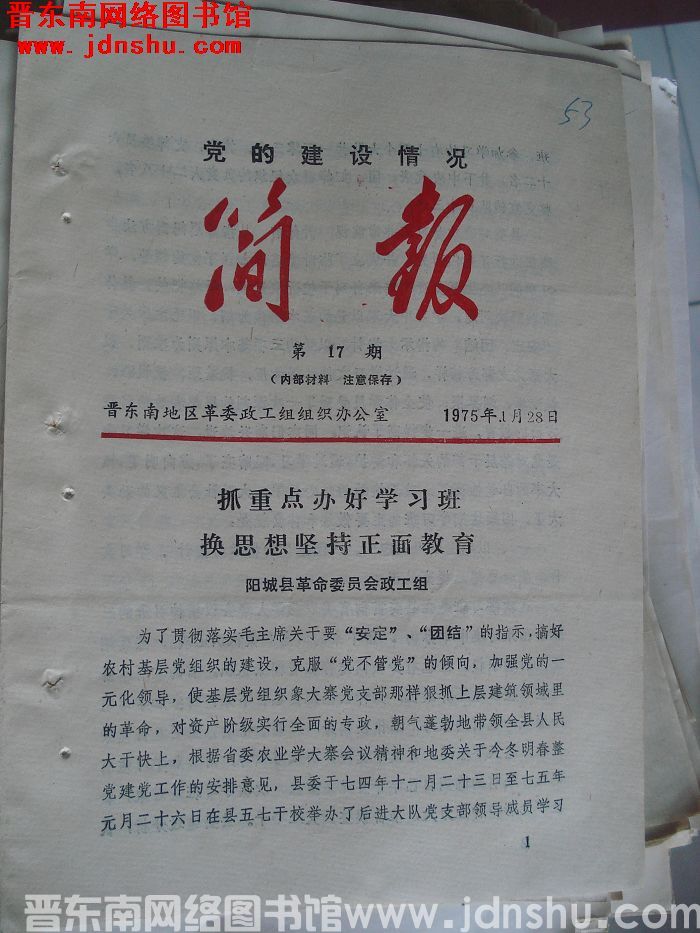 晋东南网络图书馆
www.jdnshu.com
53
党的建设情况
简报
第 17 期
（内部材料 注意保存）
晋东南地区革委政工组组织办公室 1975年1月28日
抓重点办好学习班
换思想坚持正面教育
阳城县革命委员会政工组
为了贯彻落实毛主席关于要“安定”、“团结”的指示，搞好
农村基层党组织的建设，克服“党不管党”的倾向，加强党的一
元化领导，使基层党组织象大寨党支部那样狠抓上层建筑领域里
的革命，对资产阶级实行全面的专政，朝气蓬勃地带领全县人民
大干快上，根据省委农业学大寨会议精神和地委关于今冬明春整
党建党工作的安排意见，县委于七四年十一月二十三日至七五年
元月二十六日在县五七干校举办了后进大队党支部领导成员学习
1
晋东南网络图书馆www.jdnshu.com